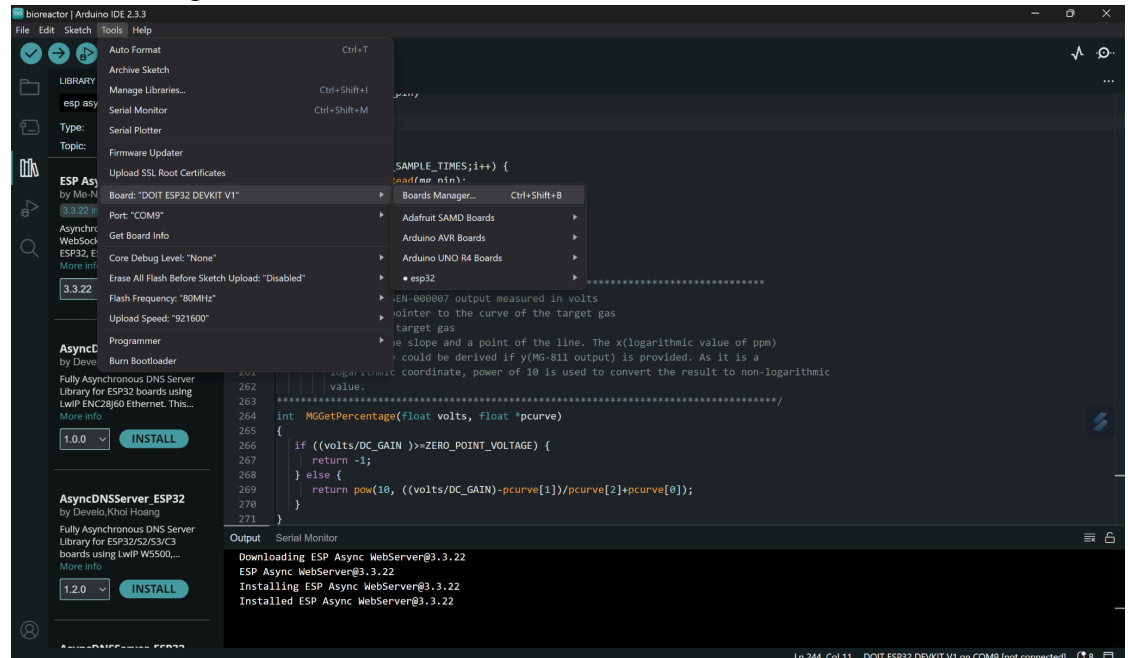 bioreactor | Arduino IDE 2.3.3
File Edit Sketch Tools Help
Auto Format Ctrl+T
Archive Sketch
Manage Libraries... Ctrl+Shift+I
Serial Monitor Ctrl+Shift+M
Serial Plotter
Firmware Updater
Upload SSL Root Certificates
Board: "DOIT ESP32 DEVKIT V1"
Port: "COM9"
Get Board Info
Core Debug Level: "None"
Erase All Flash Before Sketch Upload: "Disabled"
Flash Frequency: "80MHz"
Upload Speed: "921600"
Programmer
Burn Bootloader
Boards Manager... Ctrl+Shift+B
Adafruit SAMD Boards
Arduino AVR Boards
Arduino UNO R4 Boards
esp32
LIBRARY
esp asy
Type:
Topic:
ESP Asy
by Me-N
3.3.22 in
Asynchro
WebSock
ESP32, E
More inf
3.3.22
AsyncD
by Deve
Fully Asynchronous DNS Server
Library for ESP32 boards using
LwIP ENC28J60 Ethernet. This...
More info
1.0.0 INSTALL
AsyncDNSServer_ESP32
by Develo,Khoi Hoang
Fully Asynchronous DNS Server
Library for ESP32/S2/S3/C3
boards using LwIP W5500,...
More info
1.2.0 INSTALL
_SAMPLE_TIMES;i++) {
ead(mg_pin);
*******************************
SEN-000007 output measured in volts
ointer to the curve of the target gas
target gas
e slope and a point of the line. The x(logarithmic value of ppm)
could be derived if y(MG-811 output) is provided. As it is a
261 logarithmic coordinate, power of 10 is used to convert the result to non-logarithmic
262 value.
263 *****************************************************************************/
264 int MGGetPercentage(float volts, float *pcurve)
265 {
266 if ((volts/DC_GAIN )>=ZERO_POINT_VOLTAGE) {
267 return -1;
268 } else {
269 return pow(10, ((volts/DC_GAIN)-pcurve[1])/pcurve[2]+pcurve[0]);
270 }
271 }
Output Serial Monitor
Downloading ESP Async WebServer@3.3.22
ESP Async WebServer@3.3.22
Installing ESP Async WebServer@3.3.22
Installed ESP Async WebServer@3.3.22
Ln 244, Col 11 DOIT ESP32 DEVKIT V1 on COM9 [not connected] 8